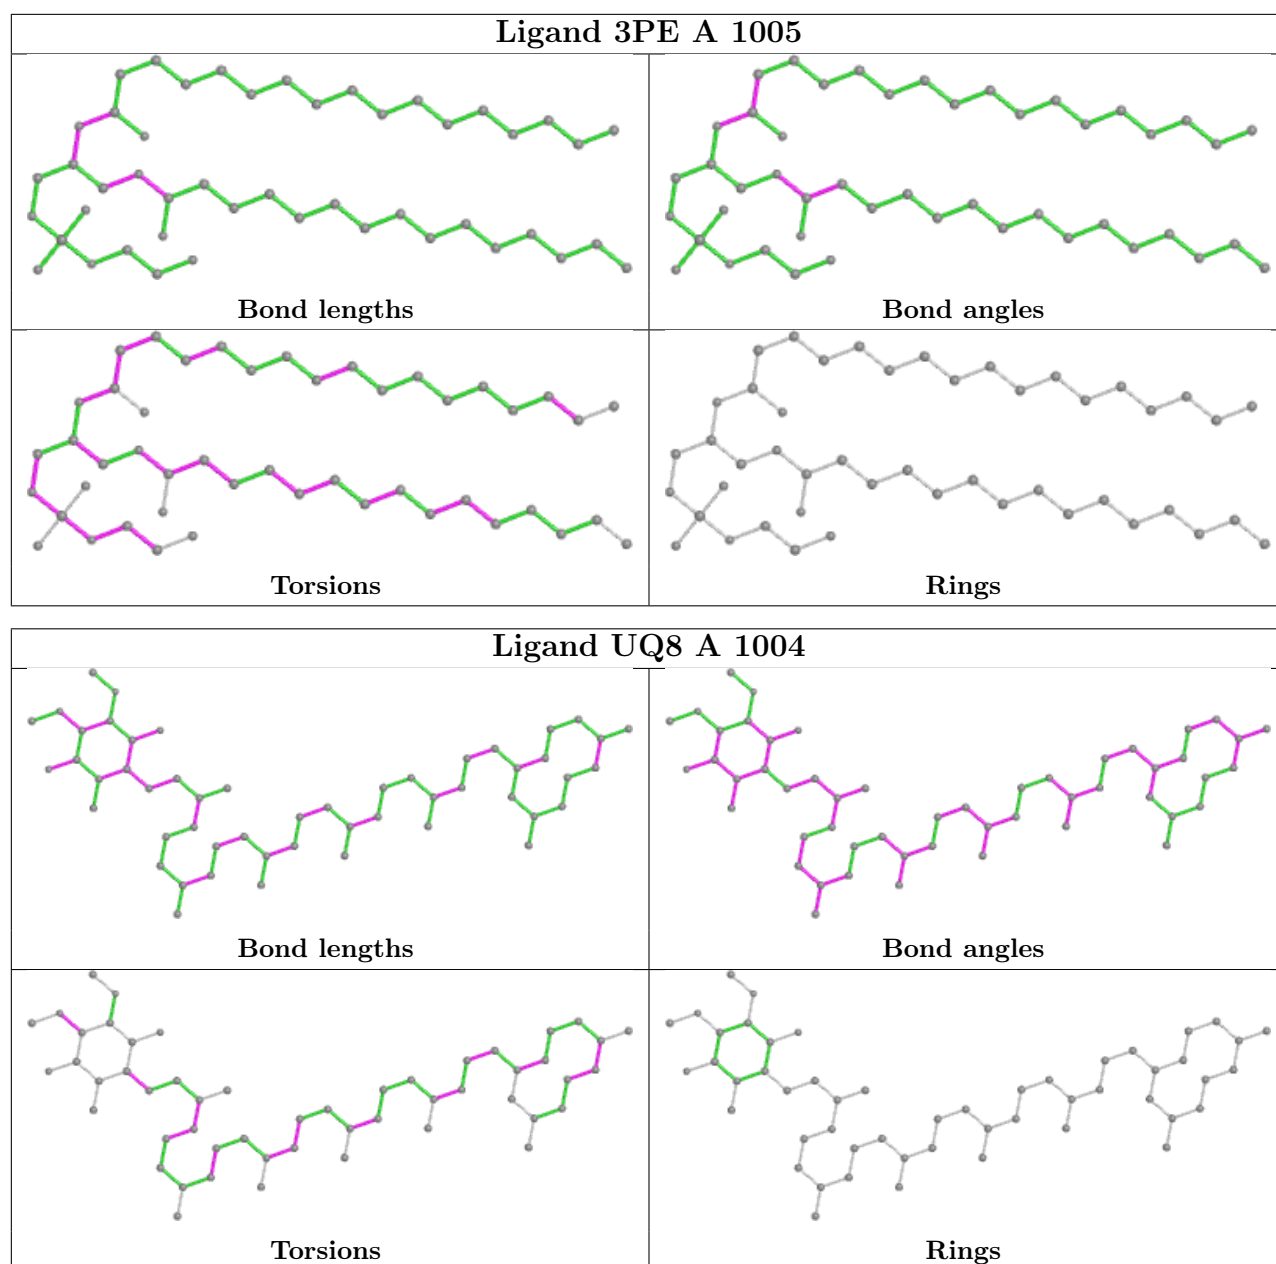 Ligand 3PE A 1005
Bond lengths
Bond angles
Torsions
Rings
Ligand UQ8 A 1004
Bond lengths
Bond angles
Torsions
Rings